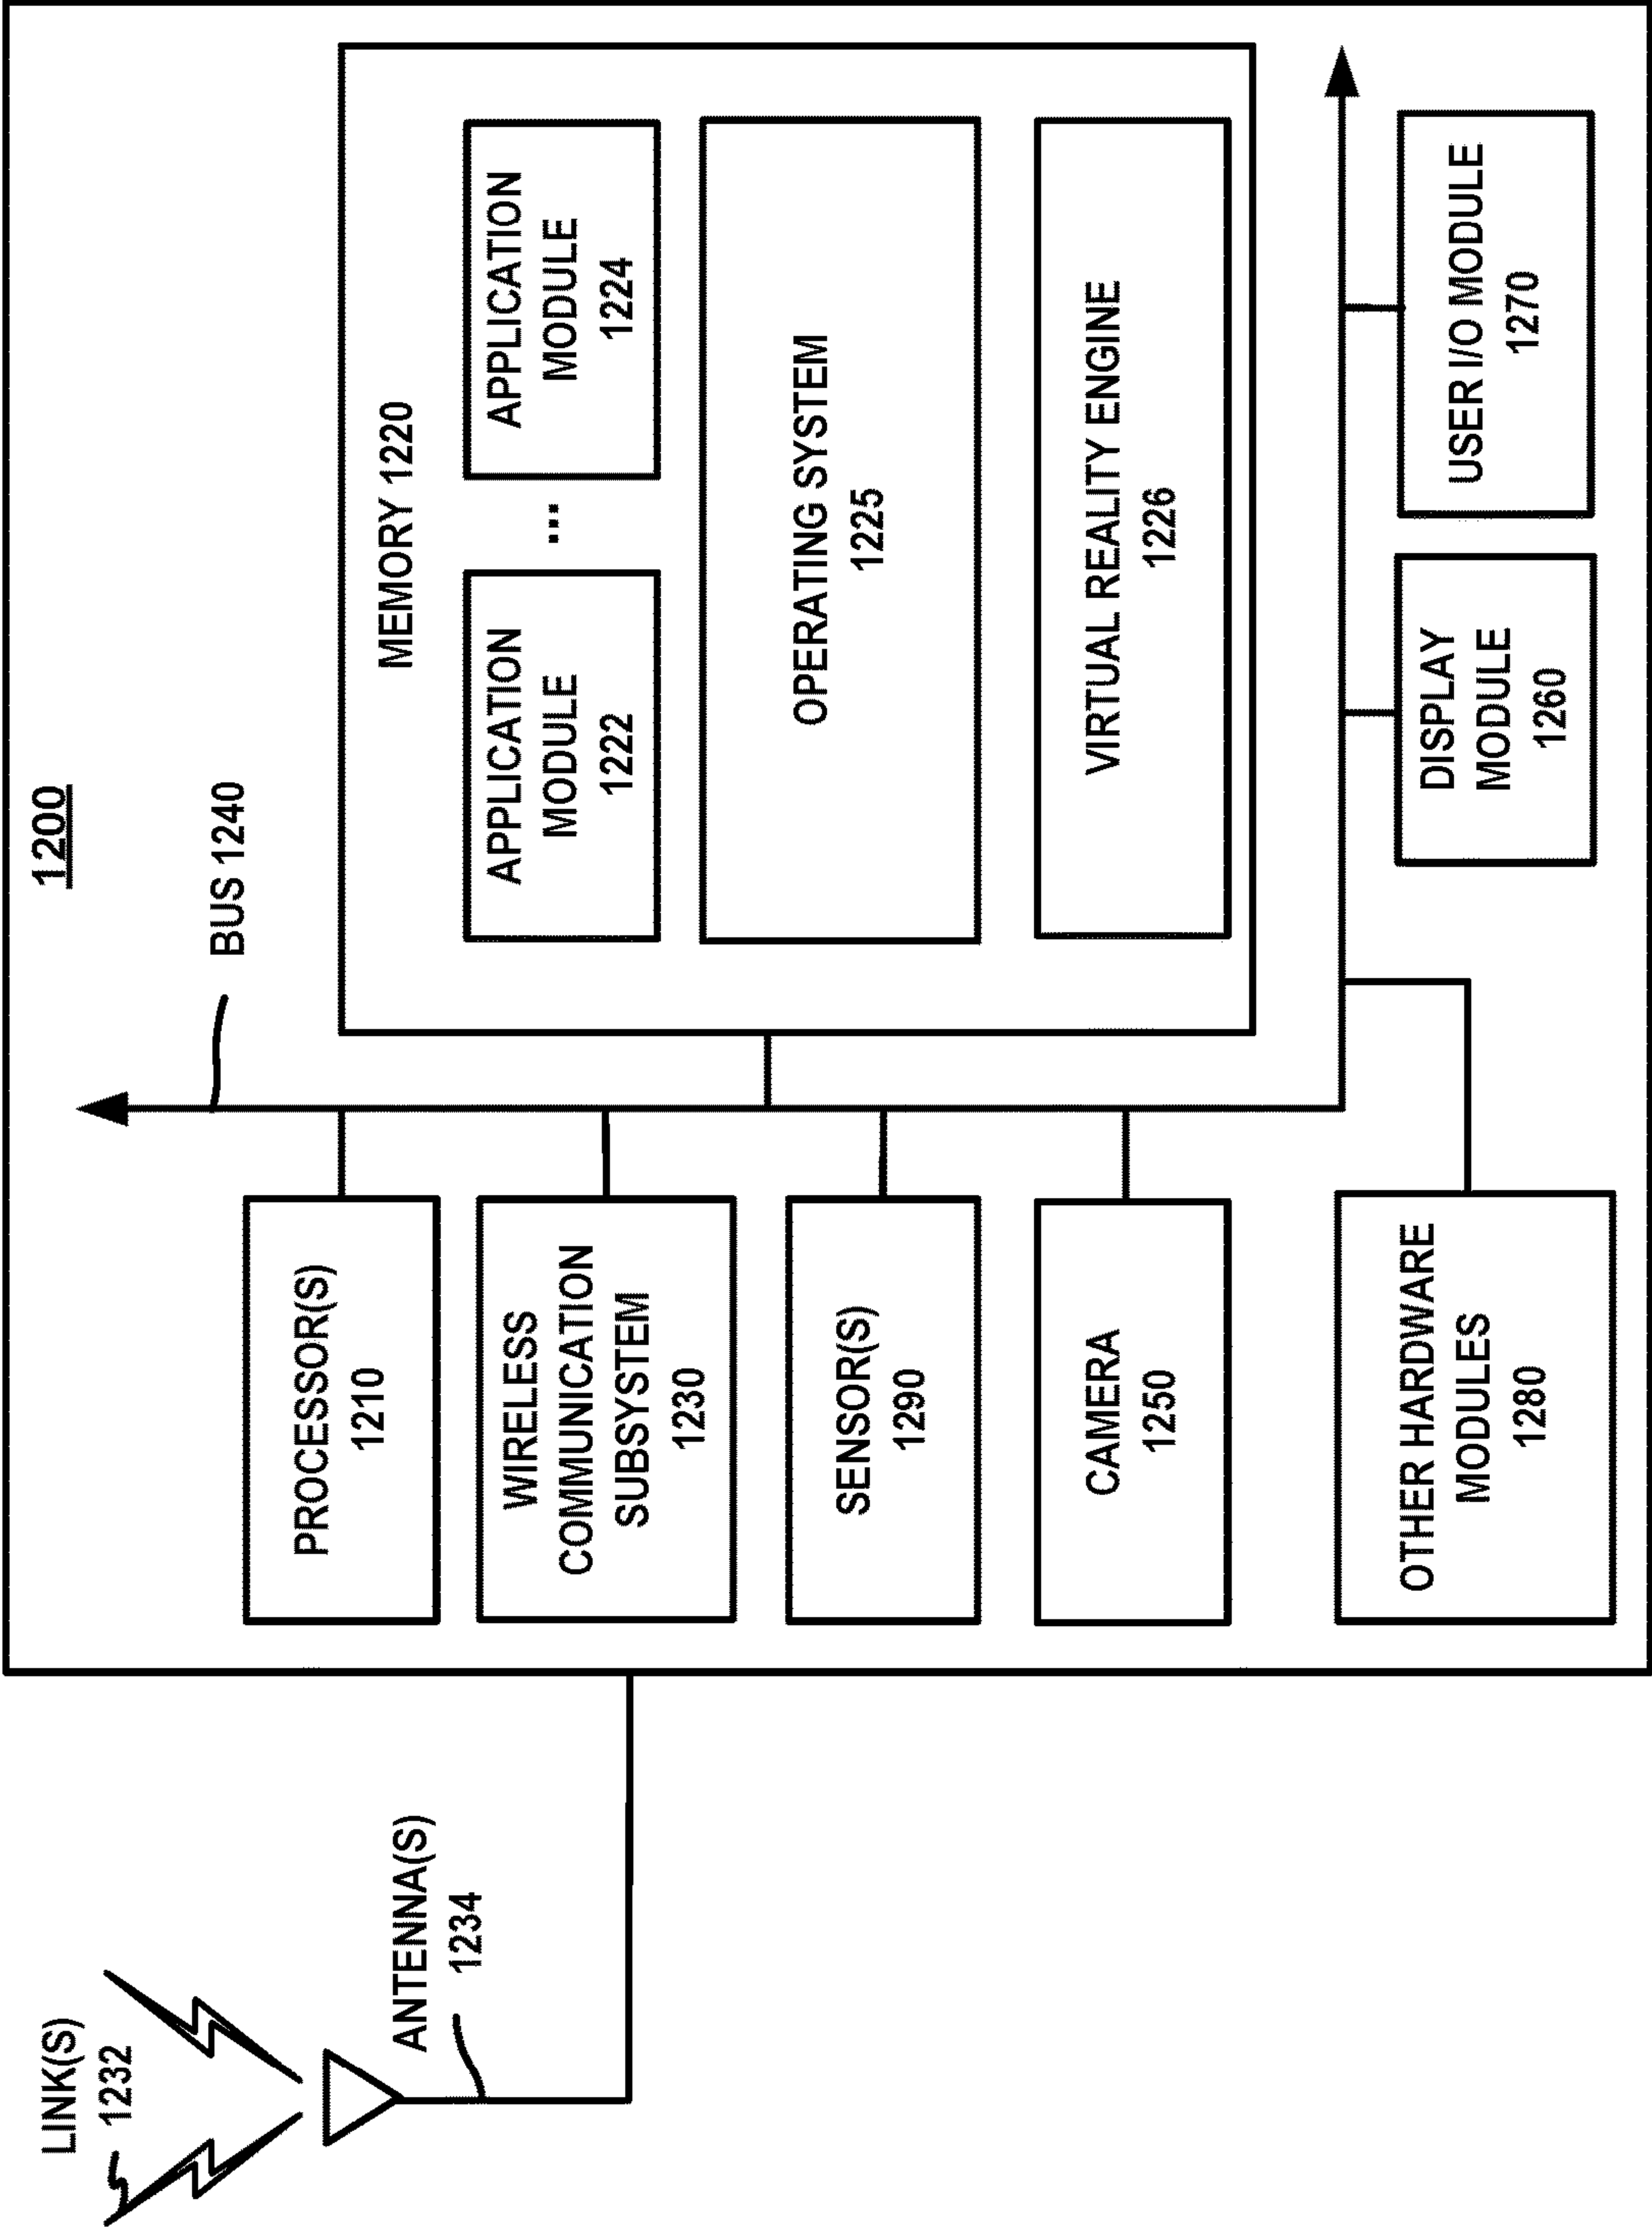 1200
LINK(S)
1232
ANTENNA(S)
1234
BUS 1240
PROCESSOR(S)
1210
WIRELESS
COMMUNICATION
SUBSYSTEM
1230
SENSOR(S)
1290
CAMERA
1250
OTHER HARDWARE
MODULES
1280
MEMORY 1220
APPLICATION
MODULE
1222
...
APPLICATION
MODULE
1224
OPERATING SYSTEM
1225
VIRTUAL REALITY ENGINE
1226
DISPLAY
MODULE
1260
USER I/O MODULE
1270